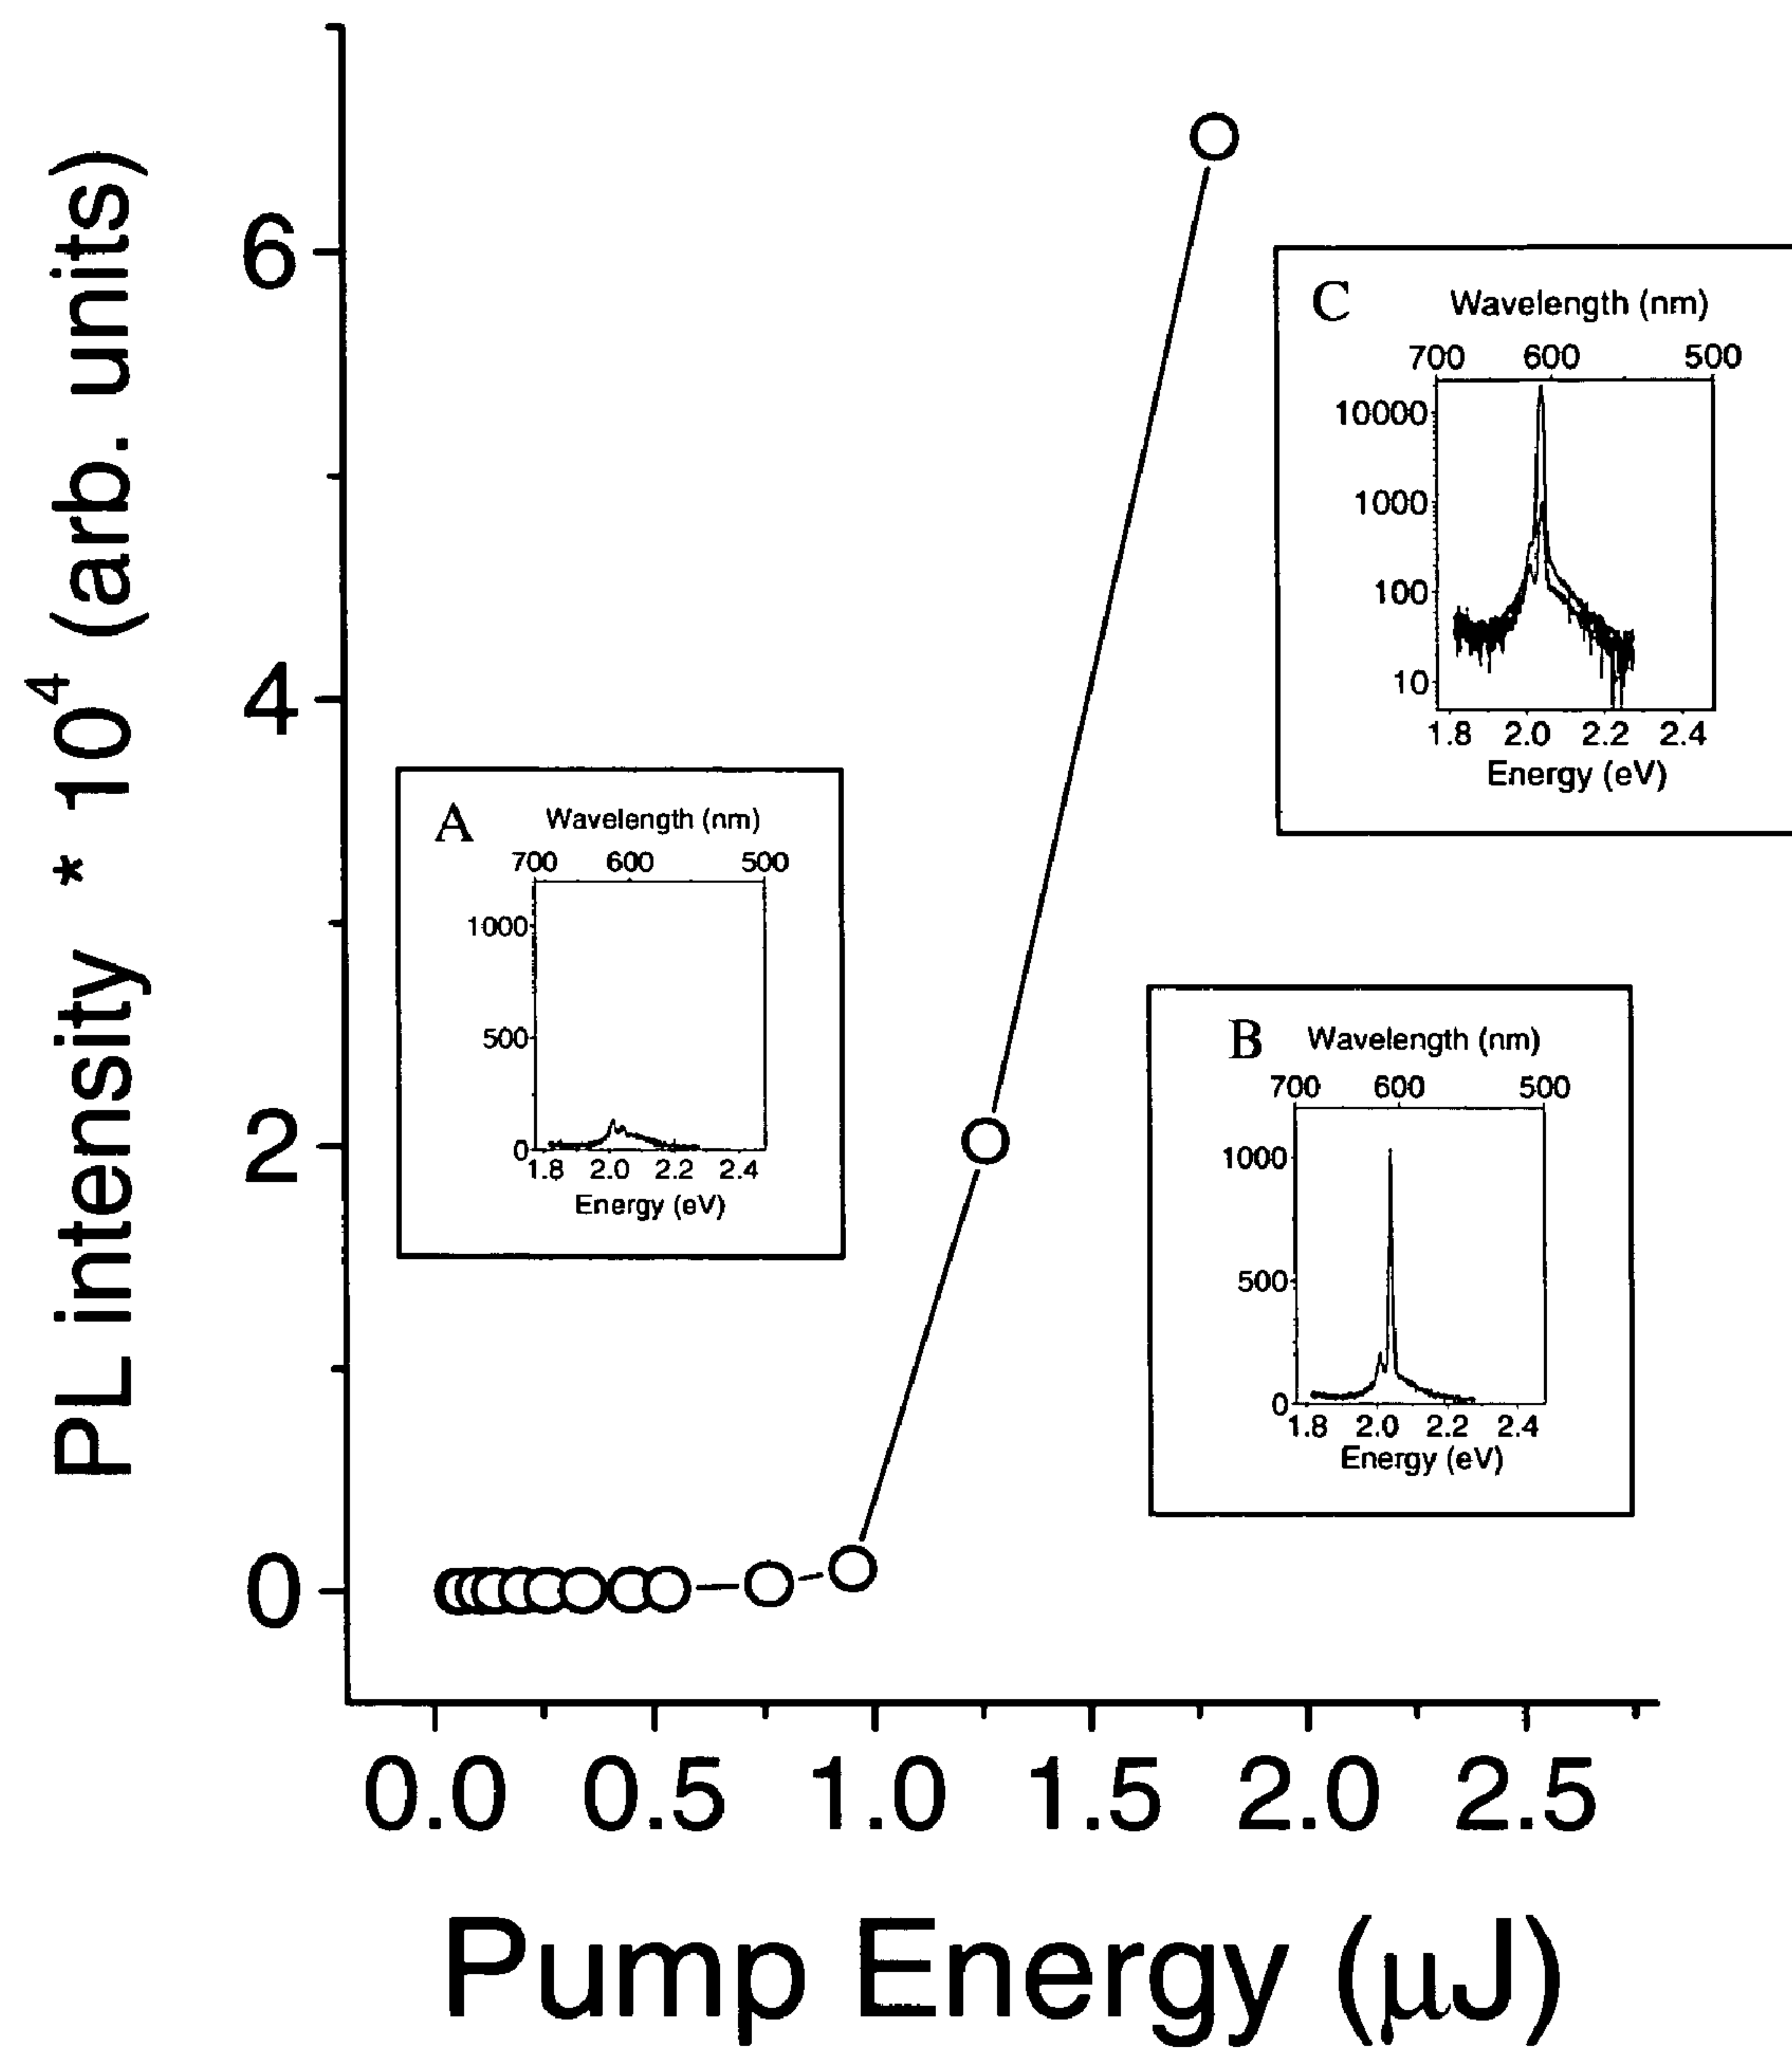 PL intensity * 10⁴ (arb. units)
6
4
2
0
A
Wavelength (nm)
700 600 500
1000
500
0
1.8 2.0 2.2 2.4
Energy (eV)
C
Wavelength (nm)
700 600 500
10000
1000
100
10
1.8 2.0 2.2 2.4
Energy (eV)
B
Wavelength (nm)
700 600 500
1000
500
0
1.8 2.0 2.2 2.4
Energy (eV)
0.0 0.5 1.0 1.5 2.0 2.5
Pump Energy (μJ)